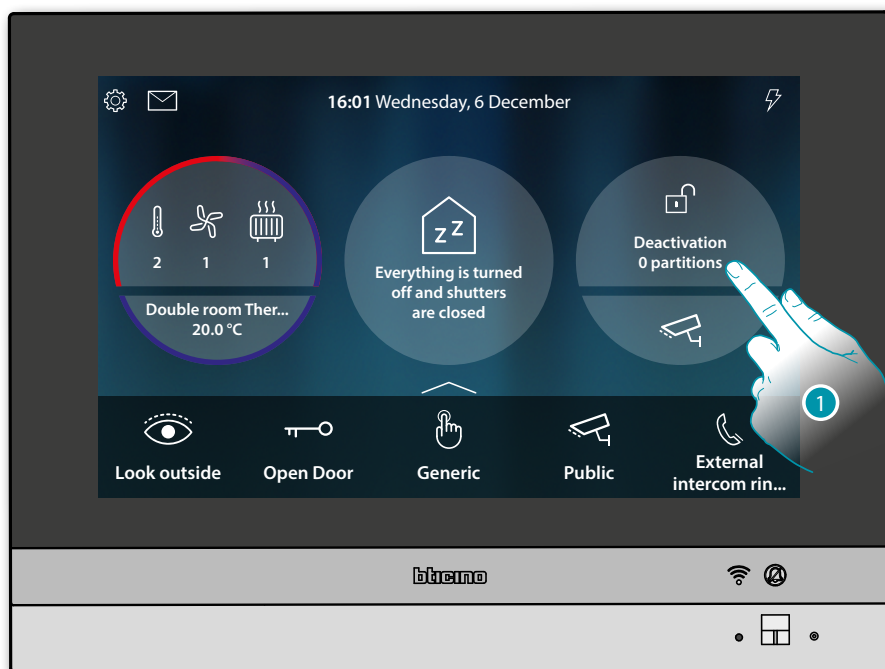 16:01 Wednesday, 6 December
2 1 1
Double room Ther...
20.0 °C
zZ
Everything is turned
off and shutters
are closed
Deactivation
0 partitions
1
Look outside
Open Door
Generic
Public
External
intercom rin...
bticino